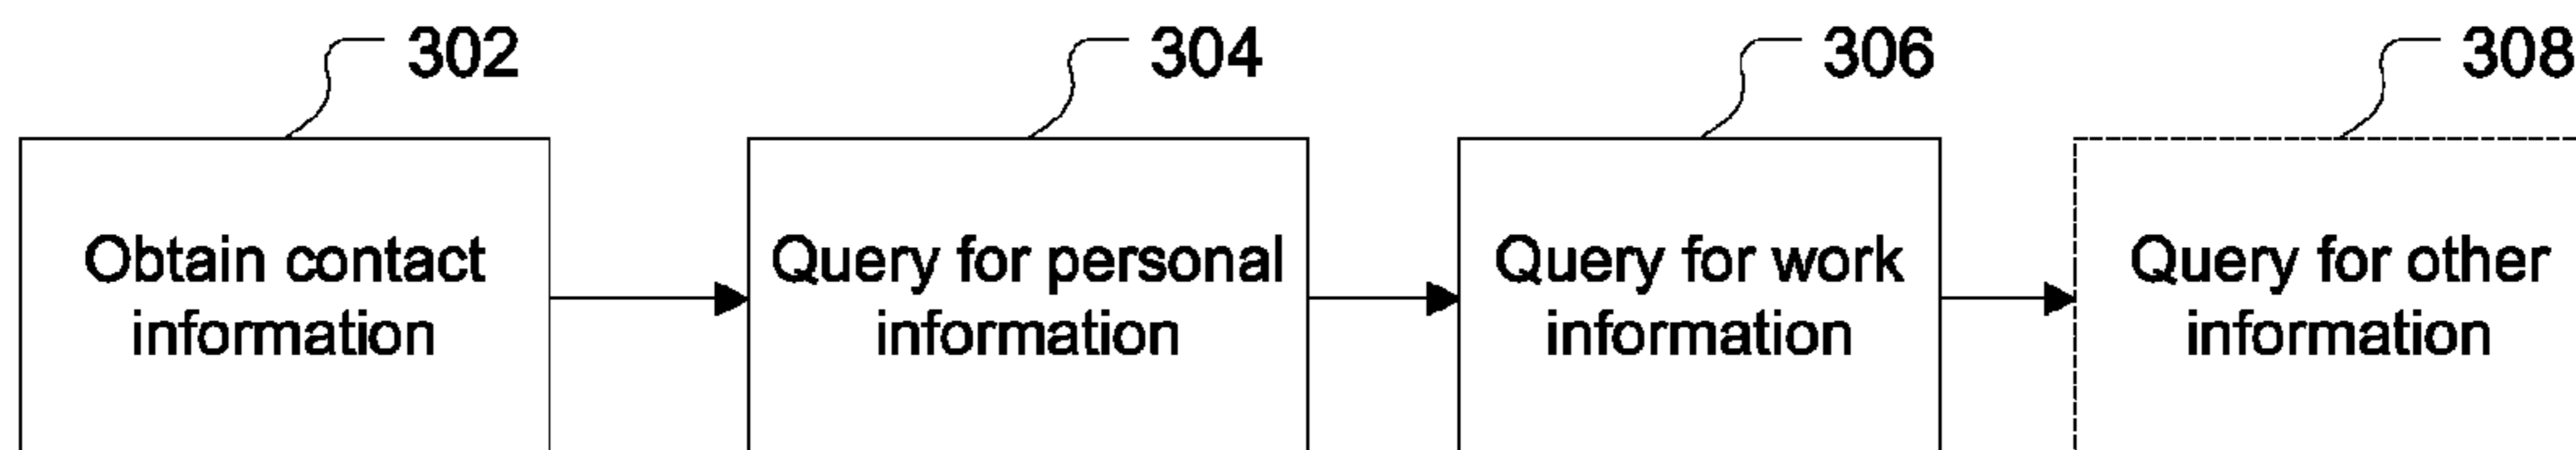 302
304
306
308
Obtain contact
information
Query for personal
information
Query for work
information
Query for other
information